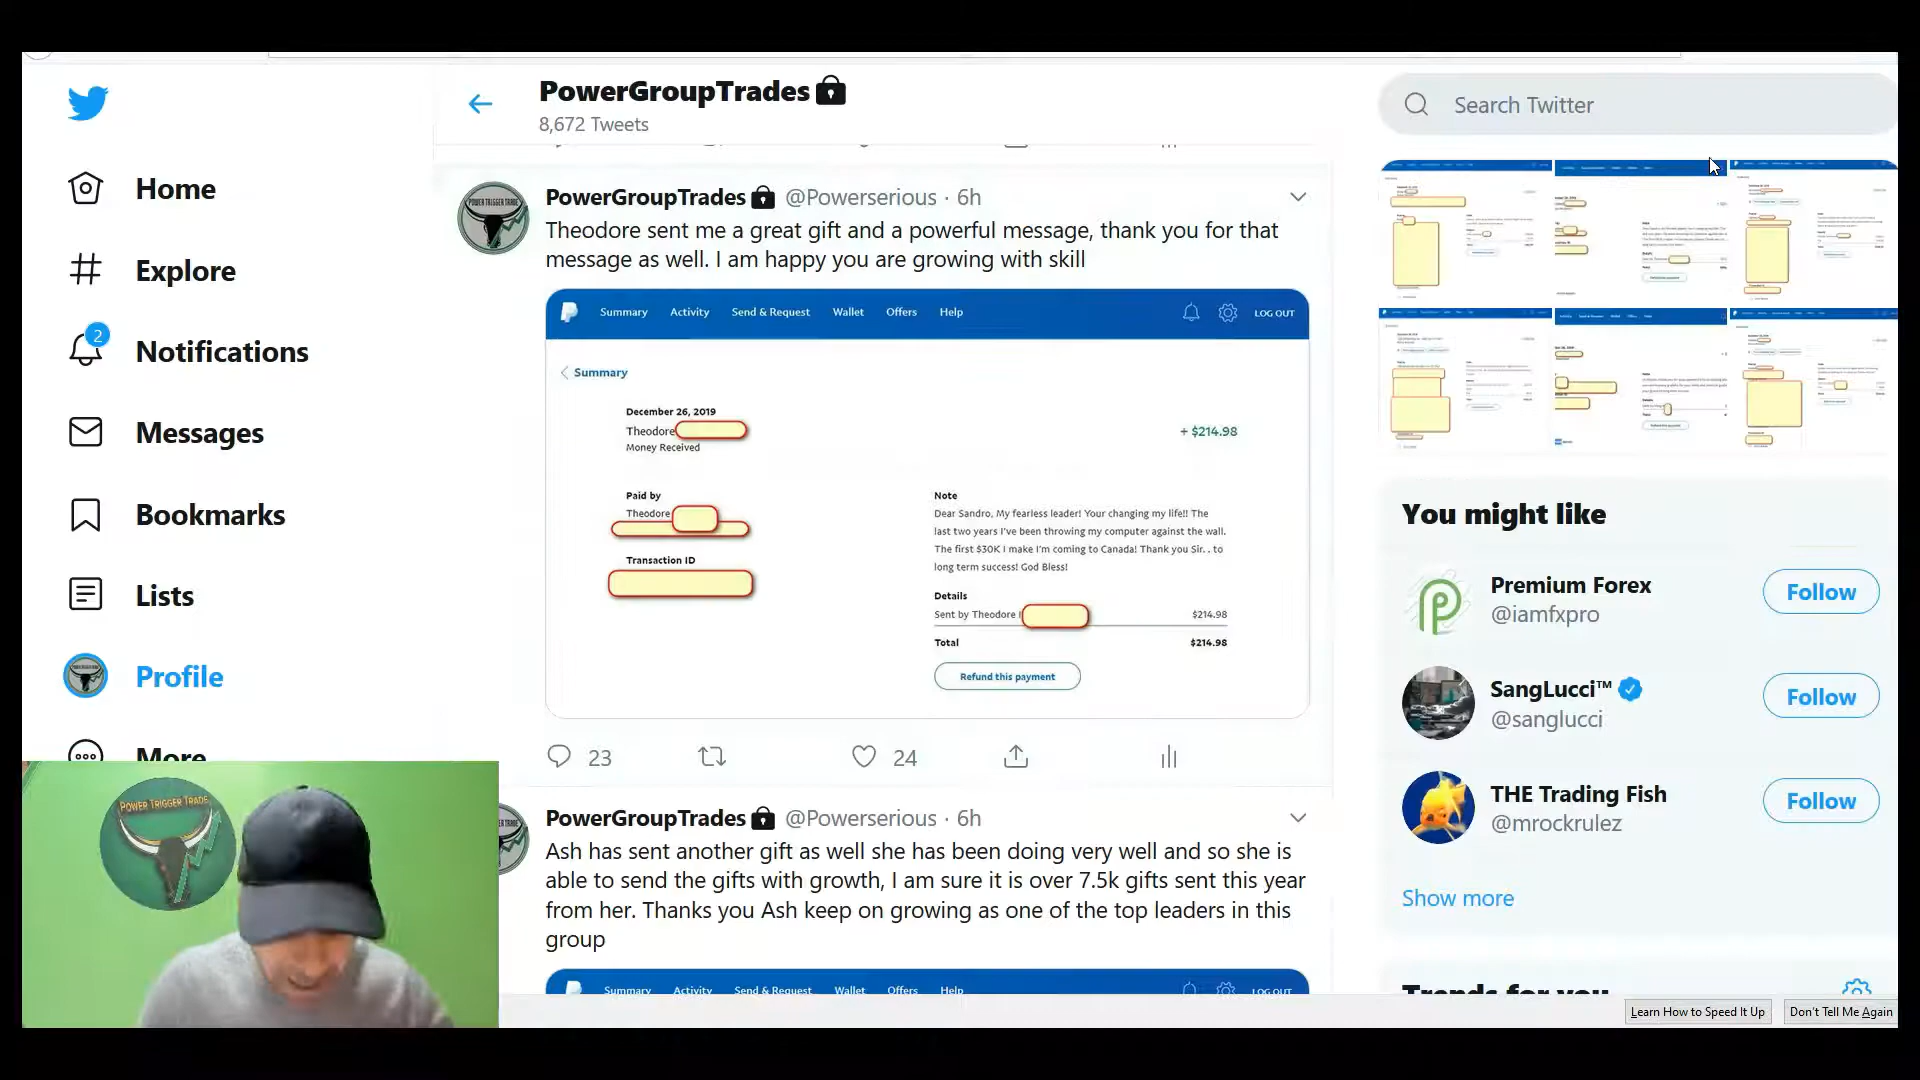 PowerGroupTrades
8,672 Tweets
Search Twitter
Home
Explore
2
Notifications
Messages
Bookmarks
Lists
Profile
More
PowerGroupTrades @Powerserious · 6h
Theodore sent me a great gift and a powerful message, thank you for that
message as well. I am happy you are growing with skill
Summary Activity Send & Request Wallet Offers Help LOG OUT
Summary
December 26, 2019
Theodore
+ $214.98
Money Received
Paid by
Theodore
Transaction ID
Note
Dear Sandro, My fearless leader! Your changing my life!! The
last two years I've been throwing my computer against the wall.
The first $30K I make I'm coming to Canada! Thank you Sir. . to
long term success! God Bless!
Details
Sent by Theodore $214.98
Total $214.98
Refund this payment
23 24
PowerGroupTrades @Powerserious · 6h
Ash has sent another gift as well she has been doing very well and so she is
able to send the gifts with growth, I am sure it is over 7.5k gifts sent this year
from her. Thanks you Ash keep on growing as one of the top leaders in this
group
Summary Activity Send & Request Wallet Offers Help LOG OUT
You might like
Premium Forex
@iamfxpro
Follow
SangLucci™
@sanglucci
Follow
THE Trading Fish
@mrockrulez
Follow
Show more
Trends for you
Learn How to Speed It Up Don't Tell Me Again
POWER TRIGGER TRADE